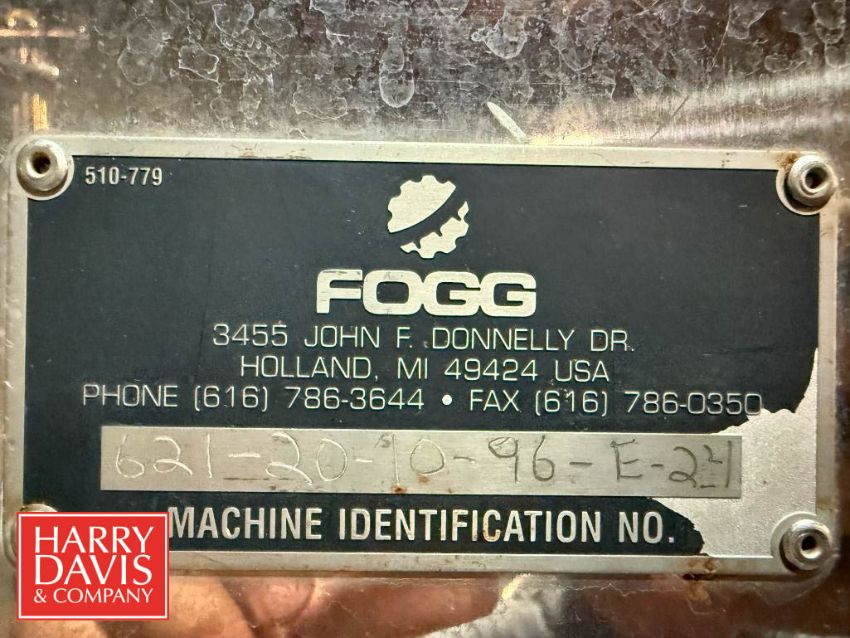 510-779
FOGG
3455 JOHN F. DONNELLY DR.
HOLLAND, MI 49424 USA
PHONE (616) 786-3644 • FAX (616) 786-0350
621-20-10-96-E-24
MACHINE IDENTIFICATION NO.
HARRY
DAVIS
& COMPANY